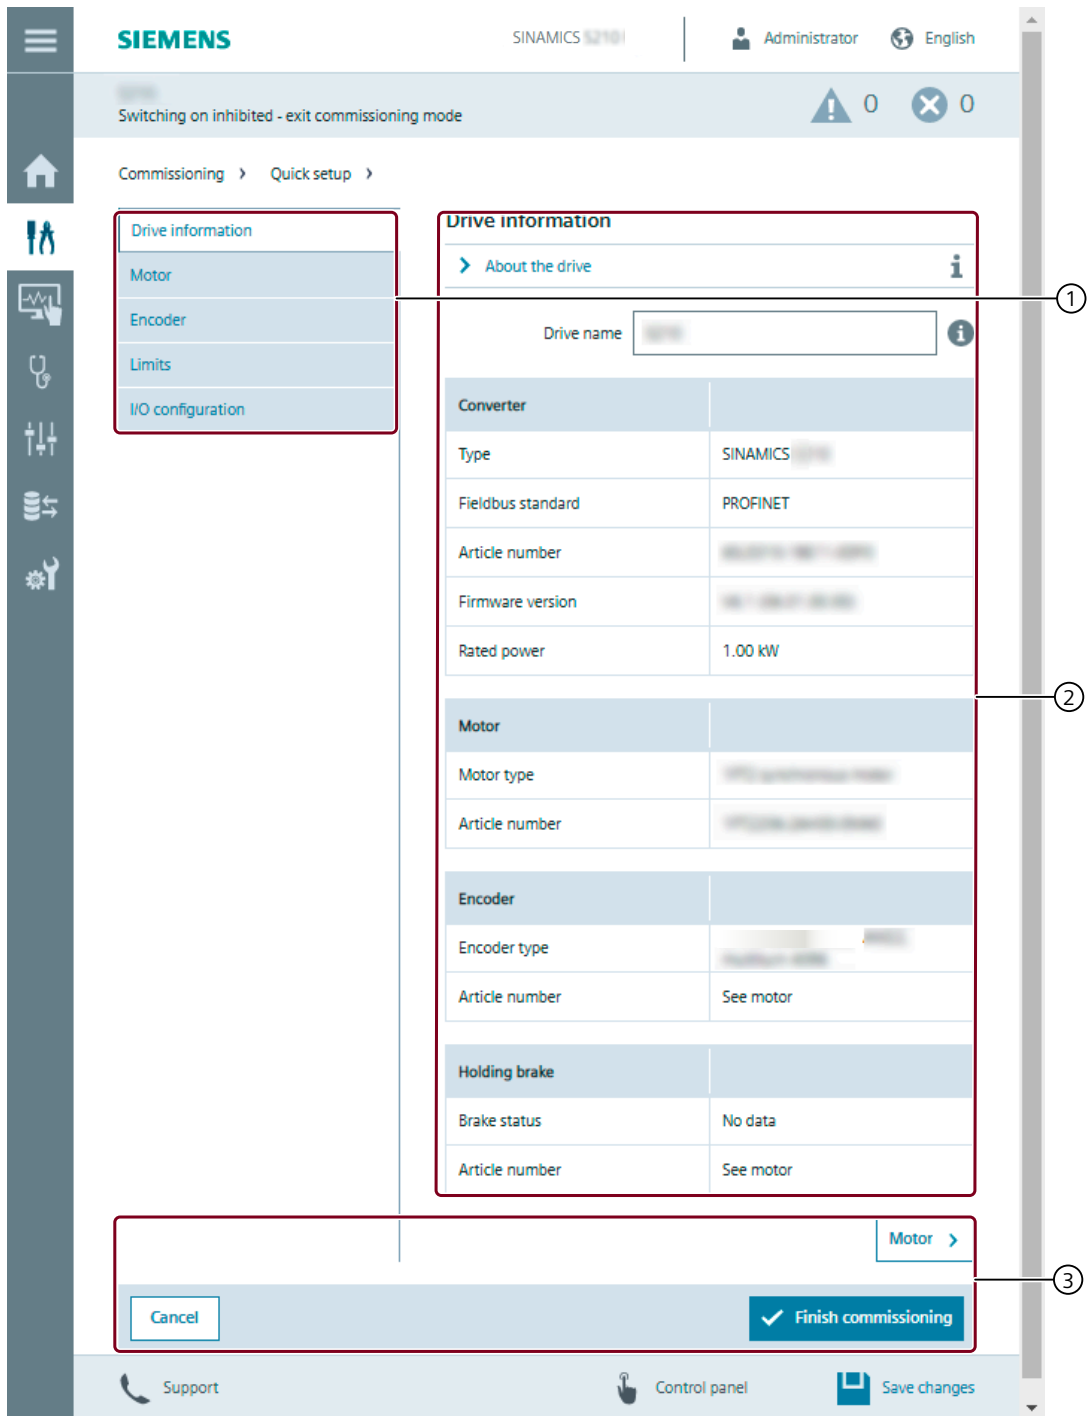 SIEMENS
SINAMICS
Administrator
English
Switching on inhibited - exit commissioning mode
0
0
Commissioning > Quick setup >
Drive information
Motor
Encoder
Limits
I/O configuration
1
Drive information
> About the drive
Drive name
Converter
Type SINAMICS
Fieldbus standard PROFINET
Article number
Firmware version
Rated power 1.00 kW
2
Motor
Motor type
Article number
Encoder
Encoder type
Article number See motor
Holding brake
Brake status No data
Article number See motor
Motor >
3
Cancel
Finish commissioning
Support
Control panel
Save changes